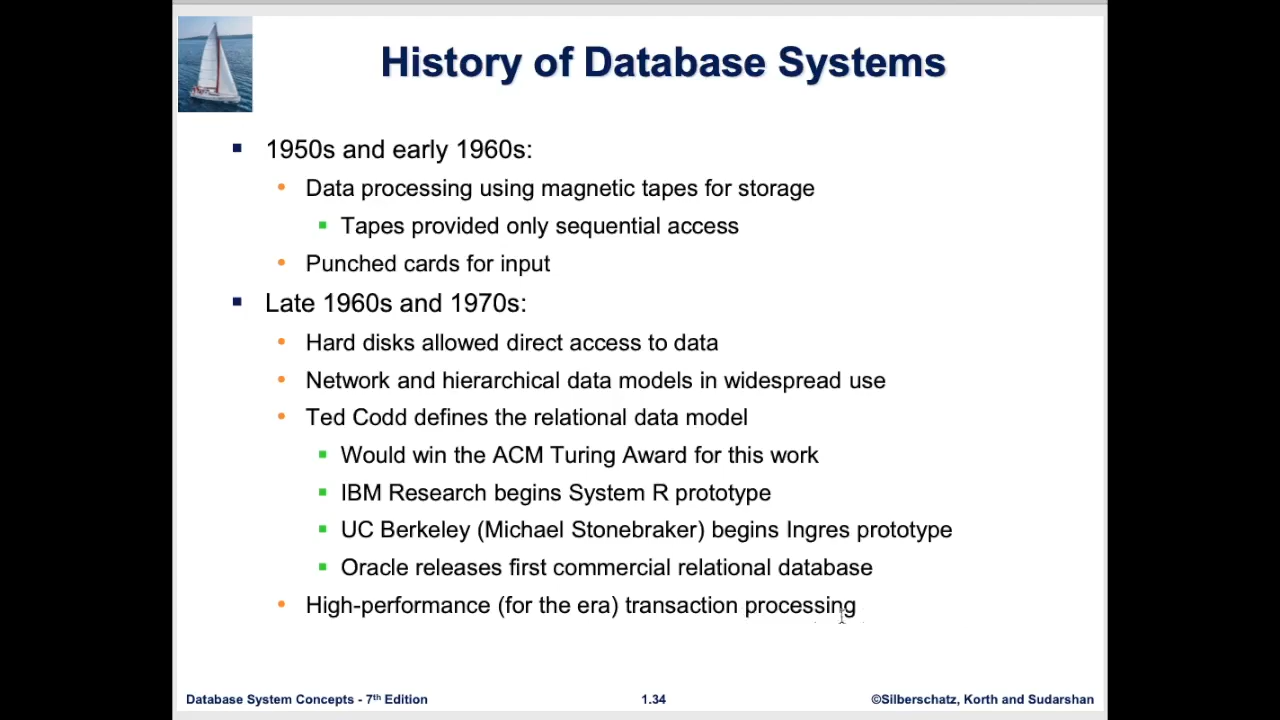 History of Database Systems
1950s and early 1960s:
Data processing using magnetic tapes for storage
Tapes provided only sequential access
Punched cards for input
Late 1960s and 1970s:
Hard disks allowed direct access to data
Network and hierarchical data models in widespread use
Ted Codd defines the relational data model
Would win the ACM Turing Award for this work
IBM Research begins System R prototype
UC Berkeley (Michael Stonebraker) begins Ingres prototype
Oracle releases first commercial relational database
High-performance (for the era) transaction processing
Database System Concepts - 7th Edition 1.34 ©Silberschatz, Korth and Sudarshan